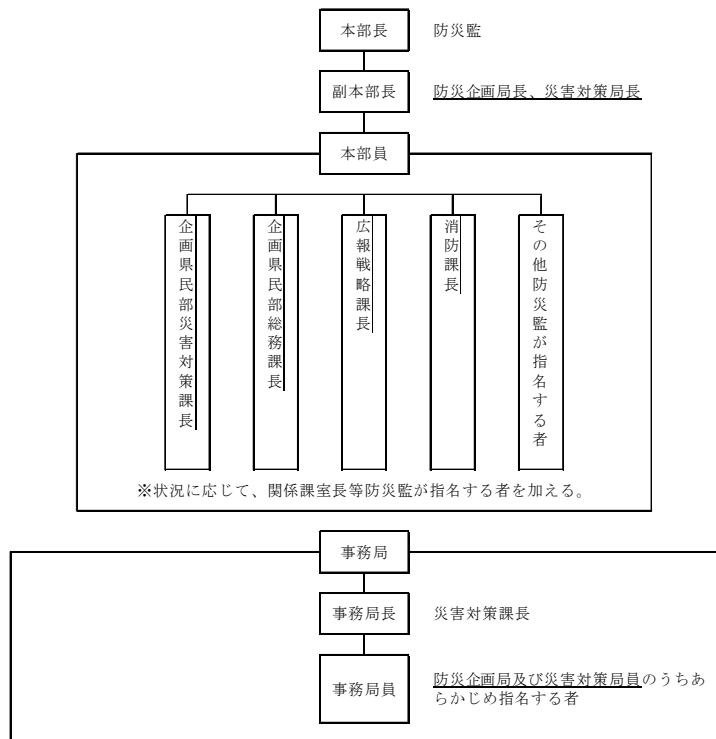 本部長
防災監
副本部長
防災企画局長、災害対策局長
本部員
企画県民部災害対策課長
企画県民部総務課長
広報戦略課長
消防課長
その他防災監が指名する者
※状況に応じて、関係課室長等防災監が指名する者を加える。
事務局
事務局長
災害対策課長
事務局員
防災企画局及び災害対策局員のうちあ
らかじめ指名する者